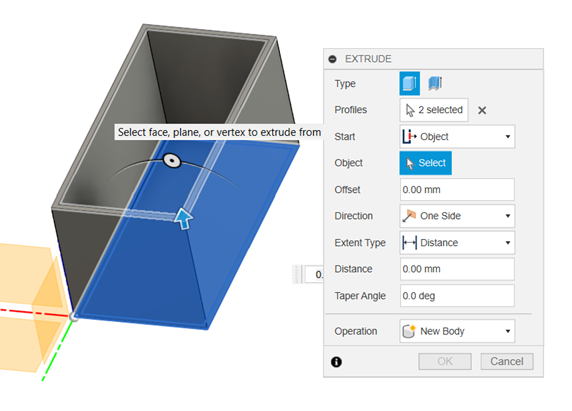 EXTRUDE
Type
Profiles 2 selected
Select face, plane, or vertex to extrude from
Start Object
Object Select
Offset 0.00 mm
Direction One Side
Extent Type Distance
Distance 0.00 mm
0.
Taper Angle 0.0 deg
Operation New Body
OK Cancel